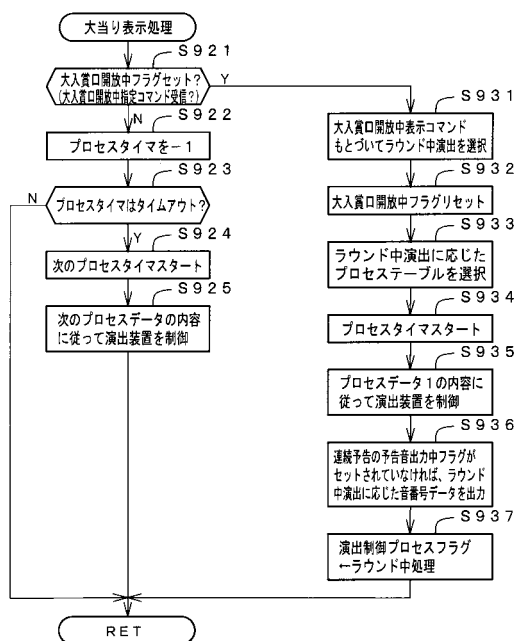 大当り表示処理
S921
大入賞口開放中フラグセット?
(大入賞口開放中指定コマンド受信?)
Y
N
S922
プロセスタイマを-1
S923
プロセスタイマはタイムアウト?
N
Y
S924
次のプロセスタイマスタート
S925
次のプロセスデータの内容
に従って演出装置を制御
S931
大入賞口開放中表示コマンド
もとづいてラウンド中演出を選択
S932
大入賞口開放中フラグリセット
S933
ラウンド中演出に応じた
プロセステーブルを選択
S934
プロセスタイマスタート
S935
プロセスデータ1の内容に
従って演出装置を制御
S936
連続予告の予告音出力中フラグが
セットされていなければ、ラウンド
中演出に応じた音番号データを出力
S937
演出制御プロセスフラグ
←ラウンド中処理
RET